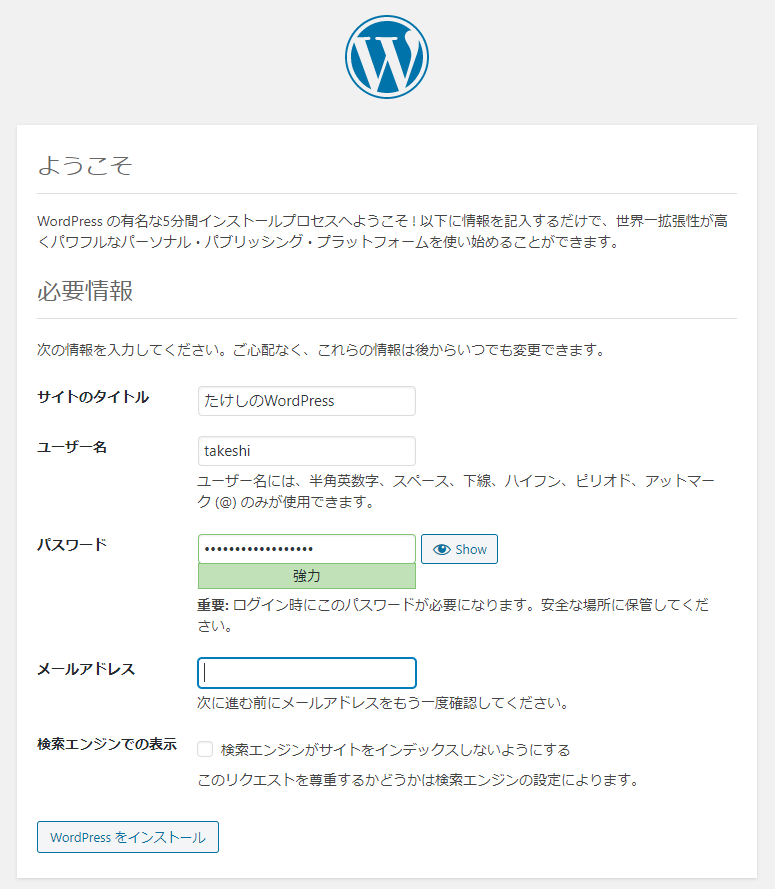 ようこそ
WordPress の有名な5分間インストールプロセスへようこそ ! 以下に情報を記入するだけで、世界一拡張性が高
くパワフルなパーソナル・パブリッシング・プラットフォームを使い始めることができます。
必要情報
次の情報を入力してください。ご心配なく、これらの情報は後からいつでも変更できます。
サイトのタイトル
たけしのWordPress
ユーザー名
takeshi
ユーザー名には、半角英数字、スペース、下線、ハイフン、ピリオド、アットマー
ク (@) のみが使用できます。
パスワード
••••••••••••••••••
Show
強力
重要: ログイン時にこのパスワードが必要になります。安全な場所に保管してくだ
さい。
メールアドレス
次に進む前にメールアドレスをもう一度確認してください。
検索エンジンでの表示
検索エンジンがサイトをインデックスしないようにする
このリクエストを尊重するかどうかは検索エンジンの設定によります。
WordPress をインストール